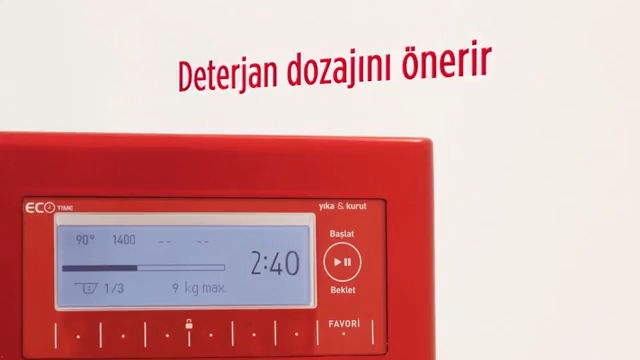 Deterjan dozajını önerir
ECO TIME
yıka & kurut
90° 1400 -- --
2:40
1/3 9 kg max.
Başlat
Beklet
FAVORİ